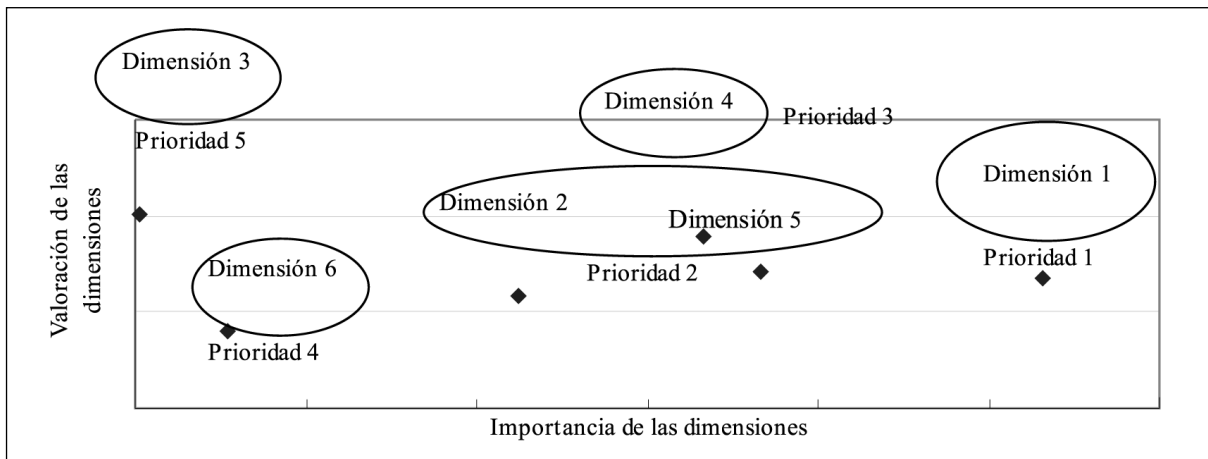 Dimensión 3
Dimensión 4
Prioridad 3
Prioridad 5
Dimensión 1
Dimensión 2
Dimensión 5
Prioridad 1
Prioridad 2
Dimensión 6
Prioridad 4
Valoración de las
dimensiones
Importancia de las dimensiones